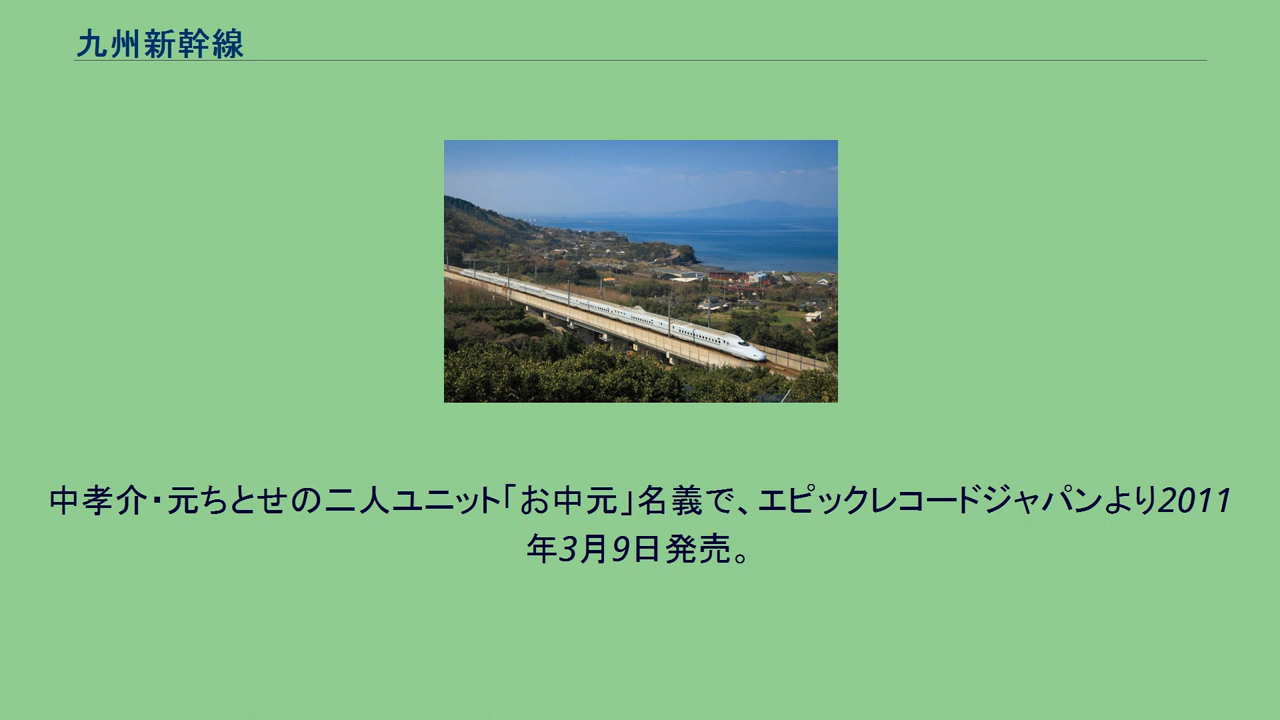 九州新幹線
中孝介・元ちとせの二人ユニット「お中元」名義で、エピックレコードジャパンより2011
年3月9日発売。